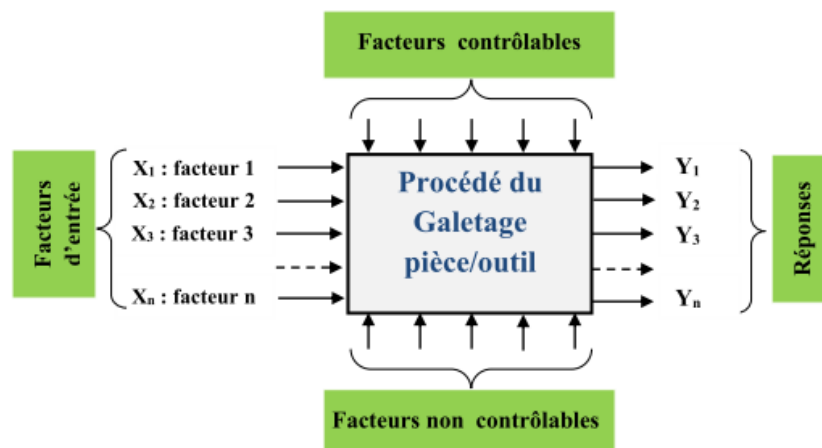 Facteurs contrôlables
Facteurs
d'entrée
X₁ : facteur 1
X₂ : facteur 2
X₃ : facteur 3
Xₙ : facteur n
Procédé du
Galetage
pièce/outil
Y₁
Y₂
Y₃
Yₙ
Réponses
Facteurs non contrôlables